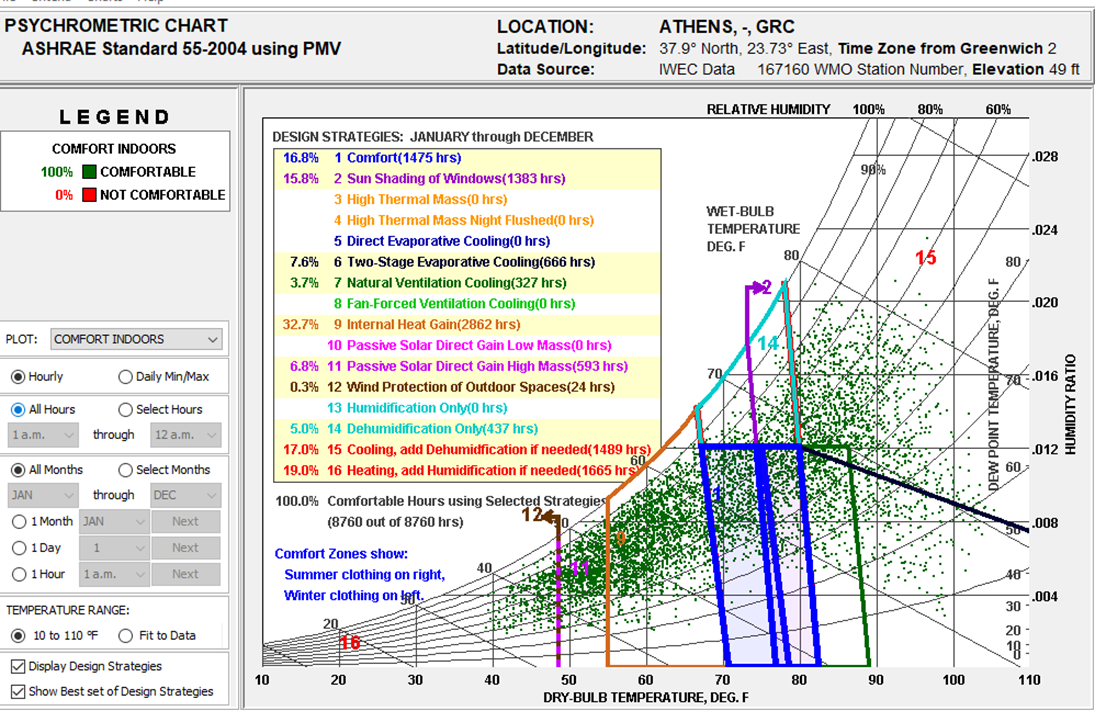 PSYCHROMETRIC CHART
ASHRAE Standard 55-2004 using PMV
LOCATION: ATHENS, -, GRC
Latitude/Longitude: 37.9° North, 23.73° East, Time Zone from Greenwich 2
Data Source: IWEC Data 167160 WMO Station Number, Elevation 49 ft
LEGEND
COMFORT INDOORS
100% COMFORTABLE
0% NOT COMFORTABLE
PLOT: COMFORT INDOORS
Hourly Daily Min/Max
All Hours Select Hours
1 a.m. through 12 a.m.
All Months Select Months
JAN through DEC
1 Month JAN Next
1 Day 1 Next
1 Hour 1 a.m. Next
TEMPERATURE RANGE:
10 to 110 °F Fit to Data
Display Design Strategies
Show Best set of Design Strategies
RELATIVE HUMIDITY 100% 80% 60%
90%
DESIGN STRATEGIES: JANUARY through DECEMBER
16.8% 1 Comfort(1475 hrs)
15.8% 2 Sun Shading of Windows(1383 hrs)
3 High Thermal Mass(0 hrs)
4 High Thermal Mass Night Flushed(0 hrs)
5 Direct Evaporative Cooling(0 hrs)
7.6% 6 Two-Stage Evaporative Cooling(666 hrs)
3.7% 7 Natural Ventilation Cooling(327 hrs)
8 Fan-Forced Ventilation Cooling(0 hrs)
32.7% 9 Internal Heat Gain(2862 hrs)
10 Passive Solar Direct Gain Low Mass(0 hrs)
6.8% 11 Passive Solar Direct Gain High Mass(593 hrs)
0.3% 12 Wind Protection of Outdoor Spaces(24 hrs)
13 Humidification Only(0 hrs)
5.0% 14 Dehumidification Only(437 hrs)
17.0% 15 Cooling, add Dehumidfication if needed(1489 hrs)
19.0% 16 Heating, add Humidification if needed(1665 hrs)
100.0% Comfortable Hours using Selected Strategies
(8760 out of 8760 hrs)
Comfort Zones show:
Summer clothing on right,
Winter clothing on left.
WET-BULB
TEMPERATURE
DEG. F
20
30
40
60
70
80
1
2
9
11
12
14
15
16
.028
.024
.020
.016
.012
.008
.004
HUMIDITY RATIO
DEW POINT TEMPERATURE, DEG. F
80
70
60
50
40
30
20
10
0
10 20 30 40 50 60 70 80 90 100 110
DRY-BULB TEMPERATURE, DEG. F